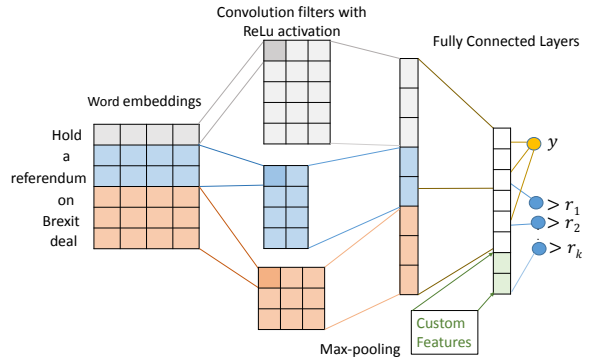 Convolution filters with
ReLu activation
Fully Connected Layers
Word embeddings
Hold
a
referendum
on
Brexit
deal
y
> r1
> r2
> rk
Custom
Features
Max-pooling